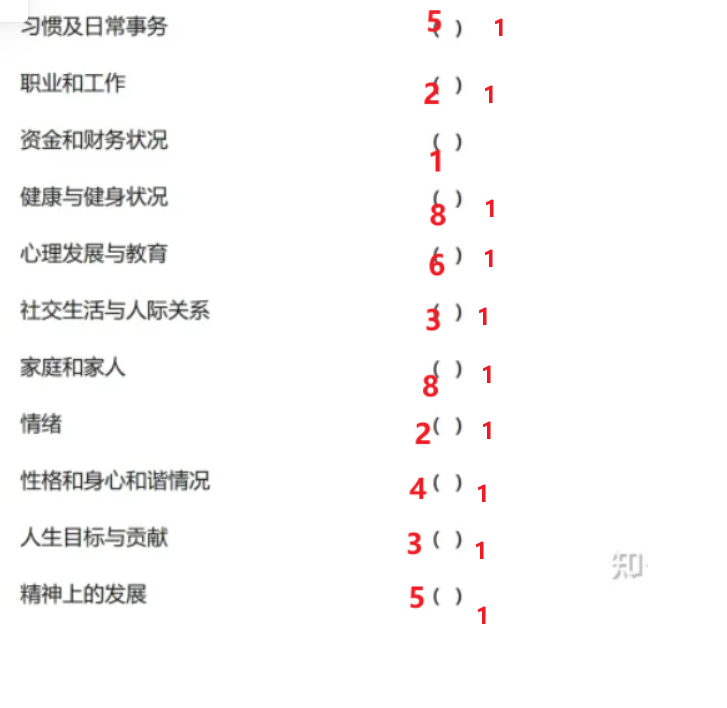 习惯及日常事务 5( ) 1
职业和工作 2( ) 1
资金和财务状况 ( ) 1
健康与健身状况 8( ) 1
心理发展与教育 6( ) 1
社交生活与人际关系 3( ) 1
家庭和家人 8( ) 1
情绪 2( ) 1
性格和身心和谐情况 4( ) 1
人生目标与贡献 3( ) 1
精神上的发展 5( ) 1
知